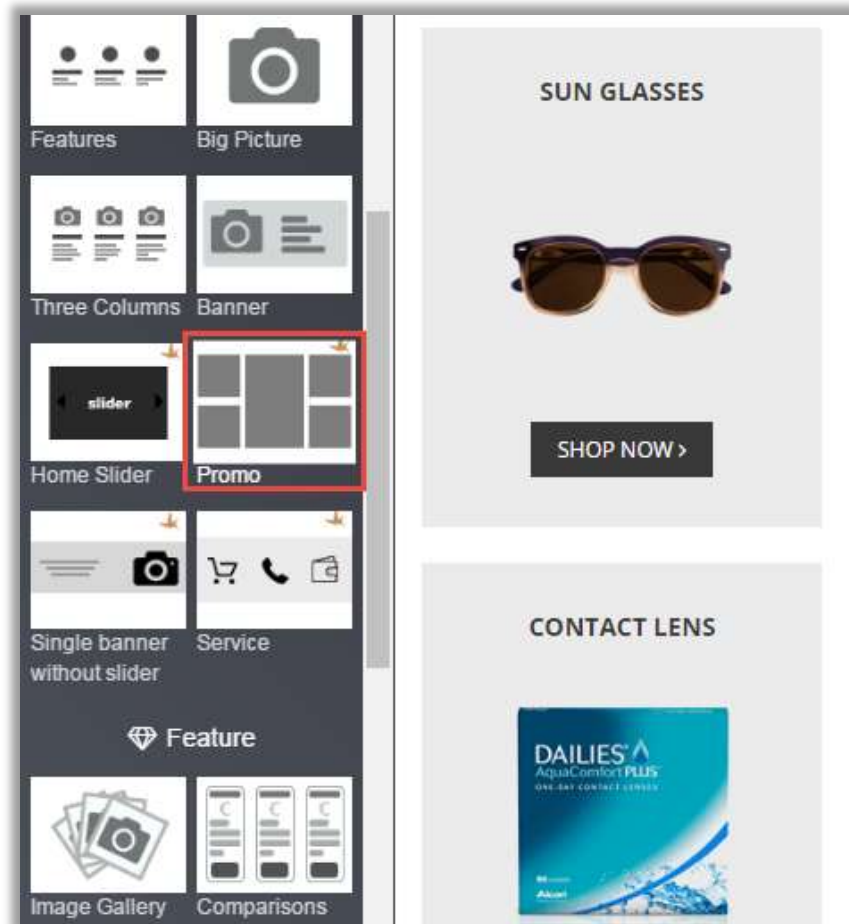 Features
Big Picture
Three Columns
Banner
slider
Home Slider
Promo
Single banner
without slider
Service
Feature
C
C
C
Image Gallery
Comparisons
SUN GLASSES
SHOP NOW >
CONTACT LENS
DAILIES
AquaComfort PLUS
ONE-DAY CONTACT LENSES
Alcon